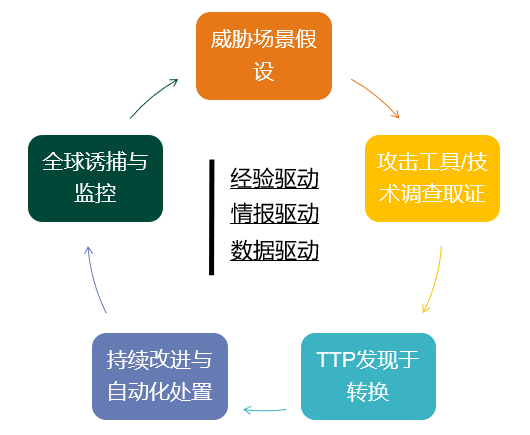 威胁场景假
设
攻击工具/技
术调查取证
TTP发现于
转换
持续改进与
自动化处置
全球诱捕与
监控
经验驱动
情报驱动
数据驱动